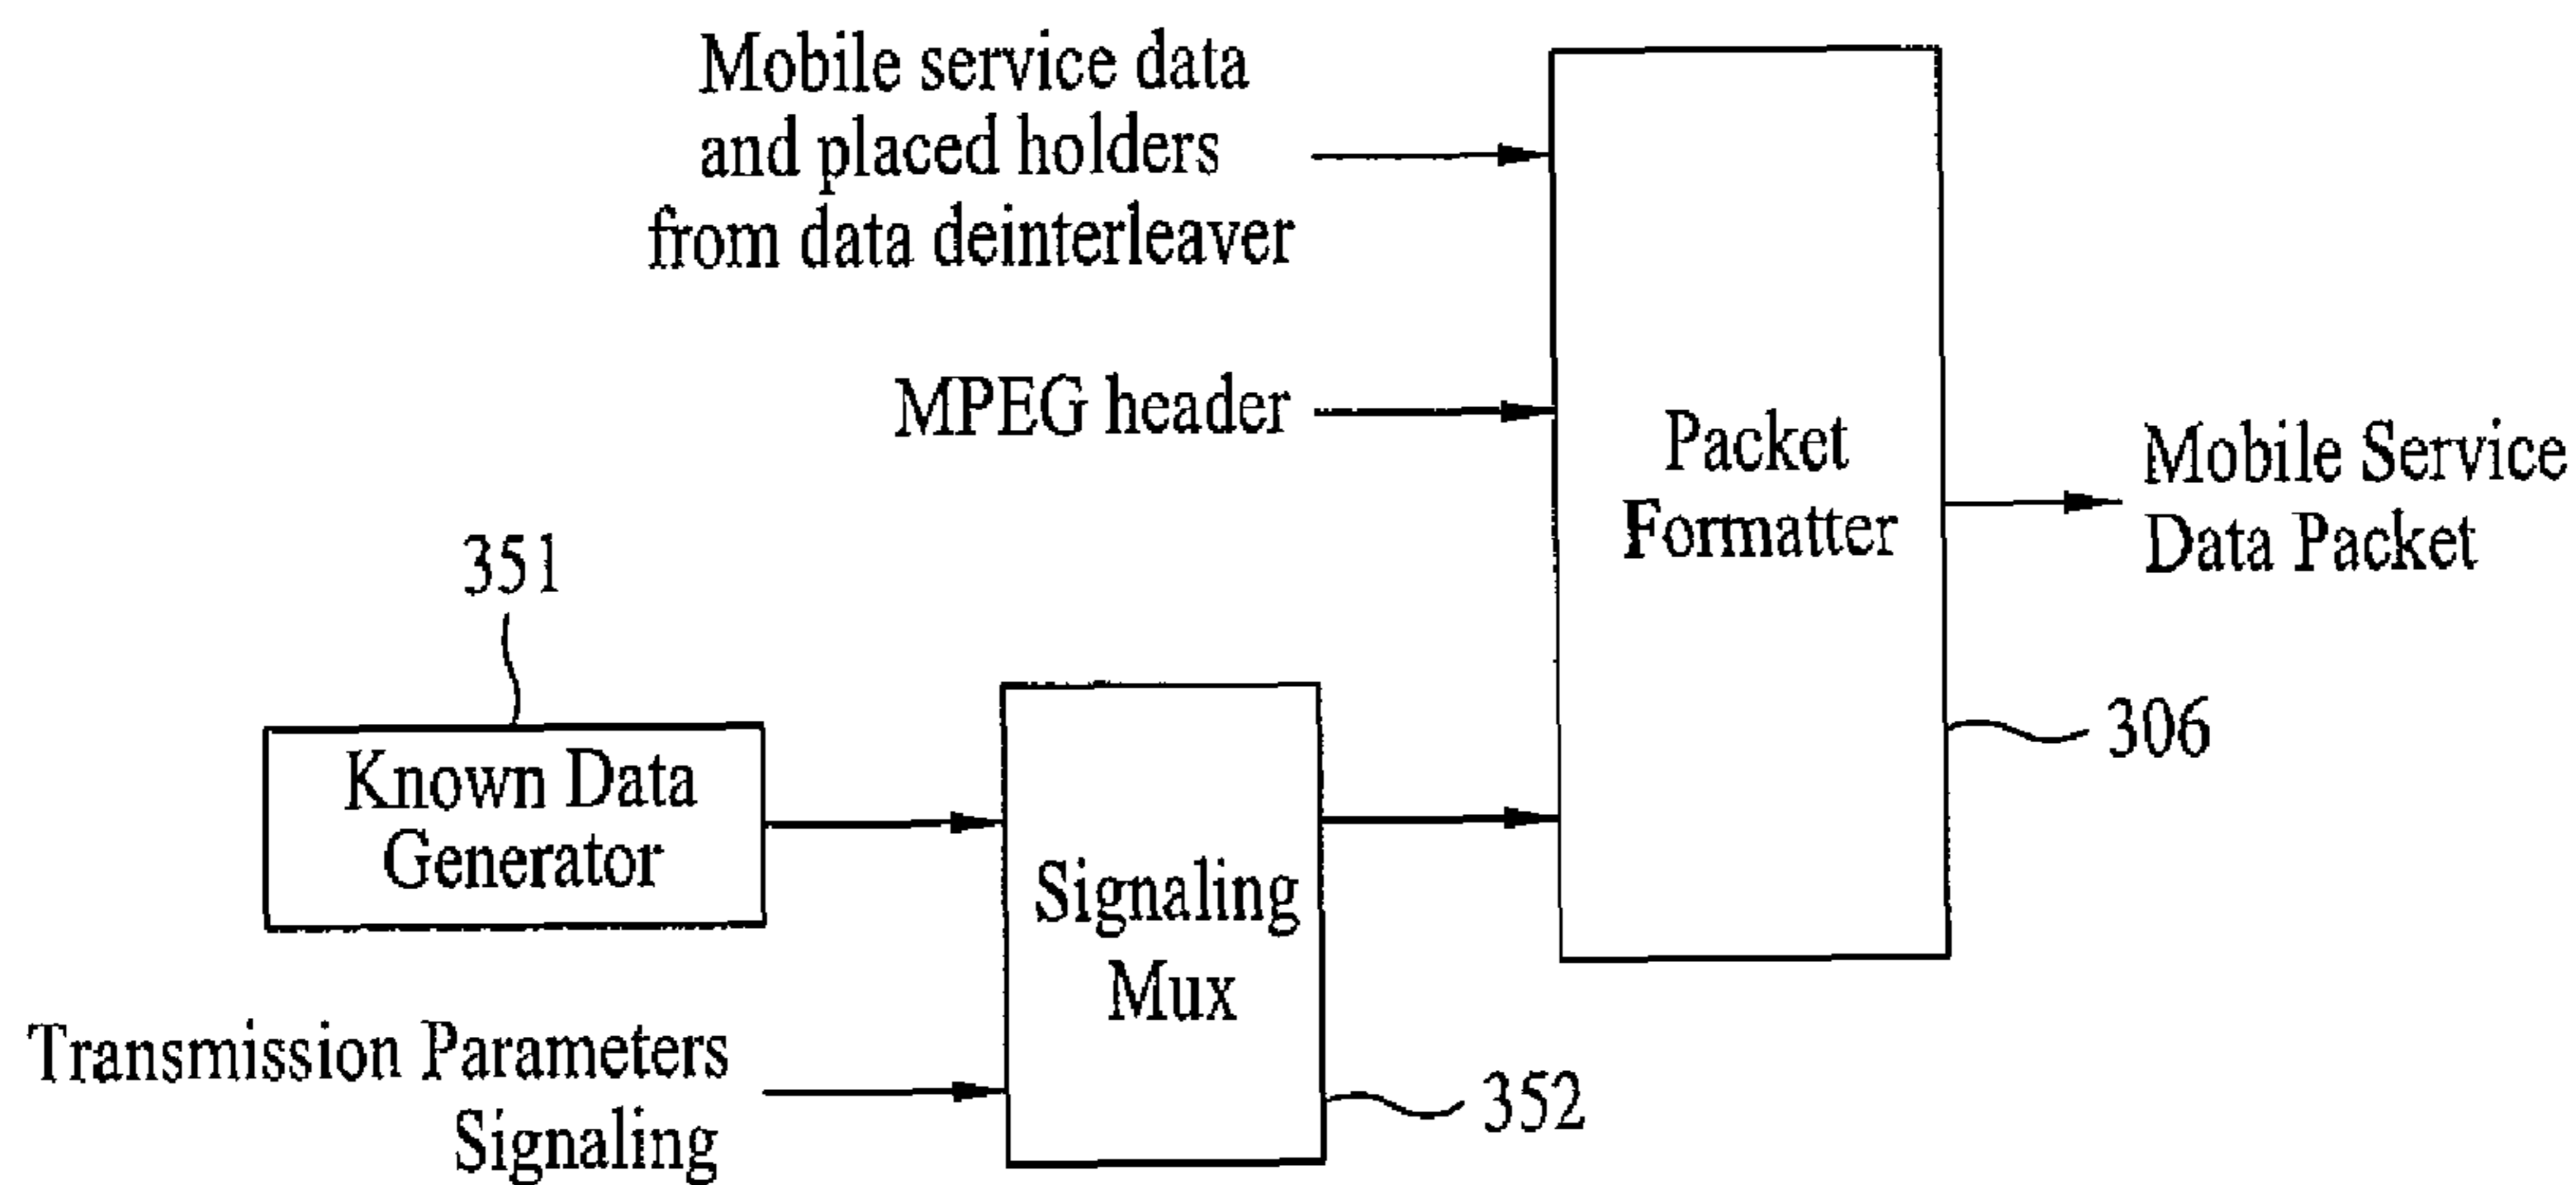 Mobile service data
and placed holders
from data deinterleaver
MPEG header
Packet
Formatter
Mobile Service
Data Packet
351
306
Known Data
Generator
Signaling
Mux
Transmission Parameters
Signaling
352